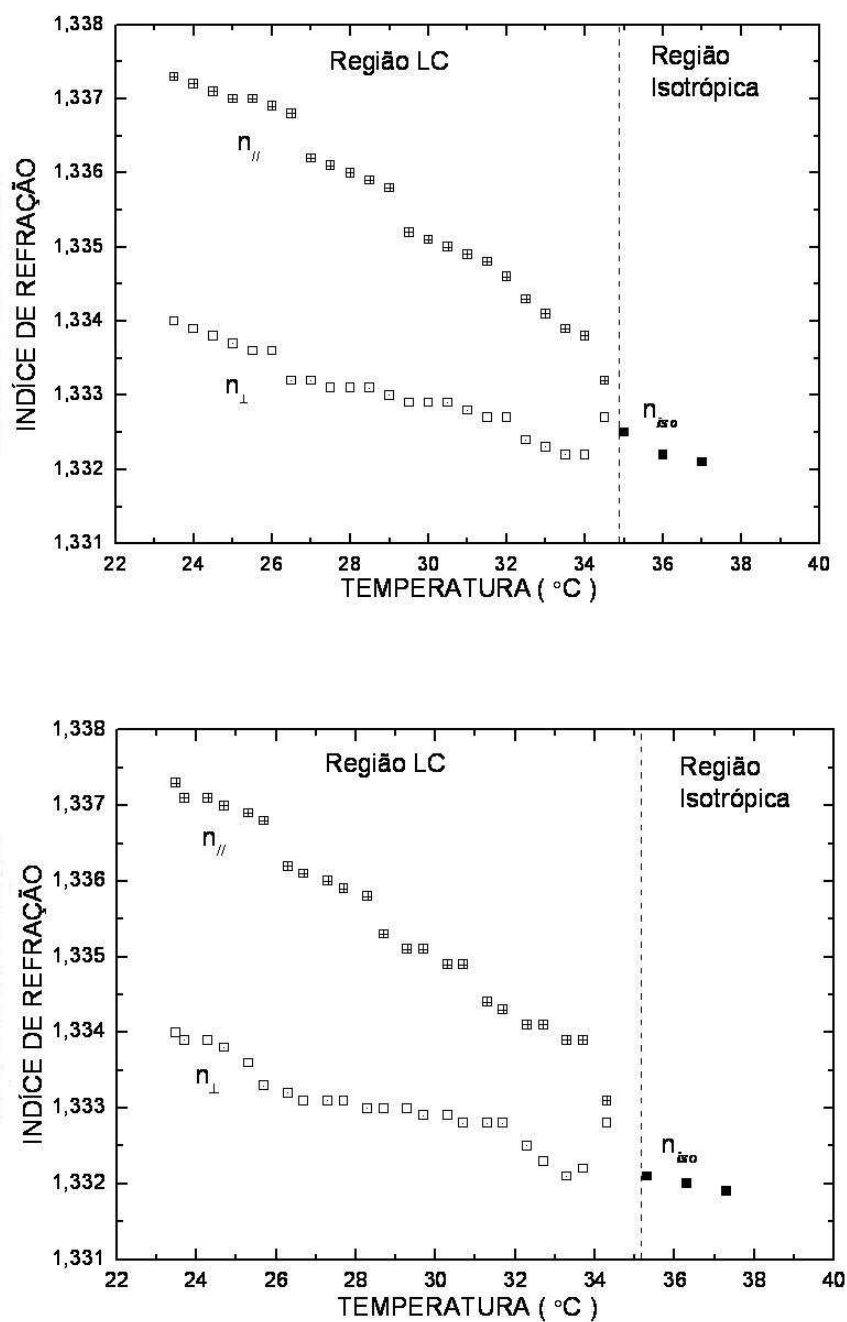 1,338
1,337
1,336
1,335
1,334
1,333
1,332
1,331
INDÍCE DE REFRAÇÃO
Região LC
Região
Isotrópica
n//
n⊥
niso
22 24 26 28 30 32 34 36 38 40
TEMPERATURA ( °C )
1,338
1,337
1,336
1,335
1,334
1,333
1,332
1,331
INDÍCE DE REFRAÇÃO
Região LC
Região
Isotrópica
n//
n⊥
niso
22 24 26 28 30 32 34 36 38 40
TEMPERATURA ( °C )